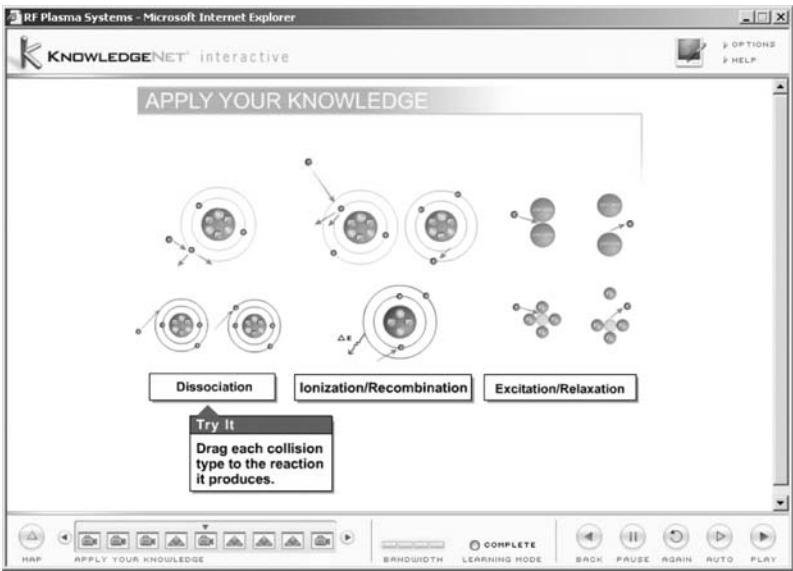 RF Plasma Systems - Microsoft Internet Explorer
KNOWLEDGENET interactive
OPTIONS
HELP
APPLY YOUR KNOWLEDGE
ΔE
Dissociation
Ionization/Recombination
Excitation/Relaxation
Try It
Drag each collision
type to the reaction
it produces.
MAP
APPLY YOUR KNOWLEDGE
BANDWIDTH
COMPLETE
LEARNING MODE
BACK
PAUSE
AGAIN
AUTO
PLAY